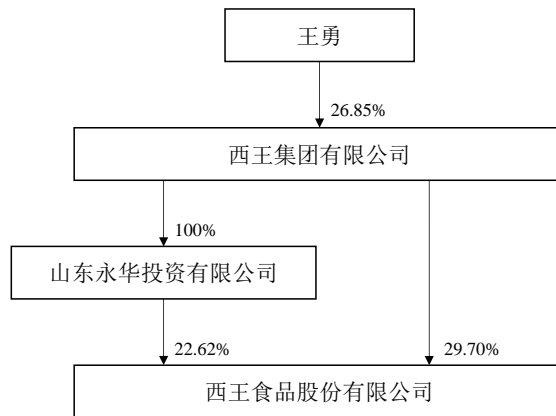 王勇
26.85%
西王集团有限公司
100%
山东永华投资有限公司
22.62%
29.70%
西王食品股份有限公司